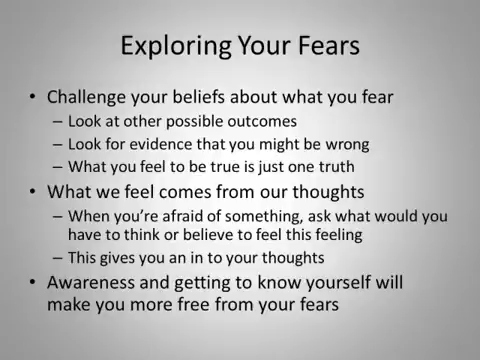 Exploring Your Fears
• Challenge your beliefs about what you fear
– Look at other possible outcomes
– Look for evidence that you might be wrong
– What you feel to be true is just one truth
• What we feel comes from our thoughts
– When you're afraid of something, ask what would you
have to think or believe to feel this feeling
– This gives you an in to your thoughts
• Awareness and getting to know yourself will
make you more free from your fears